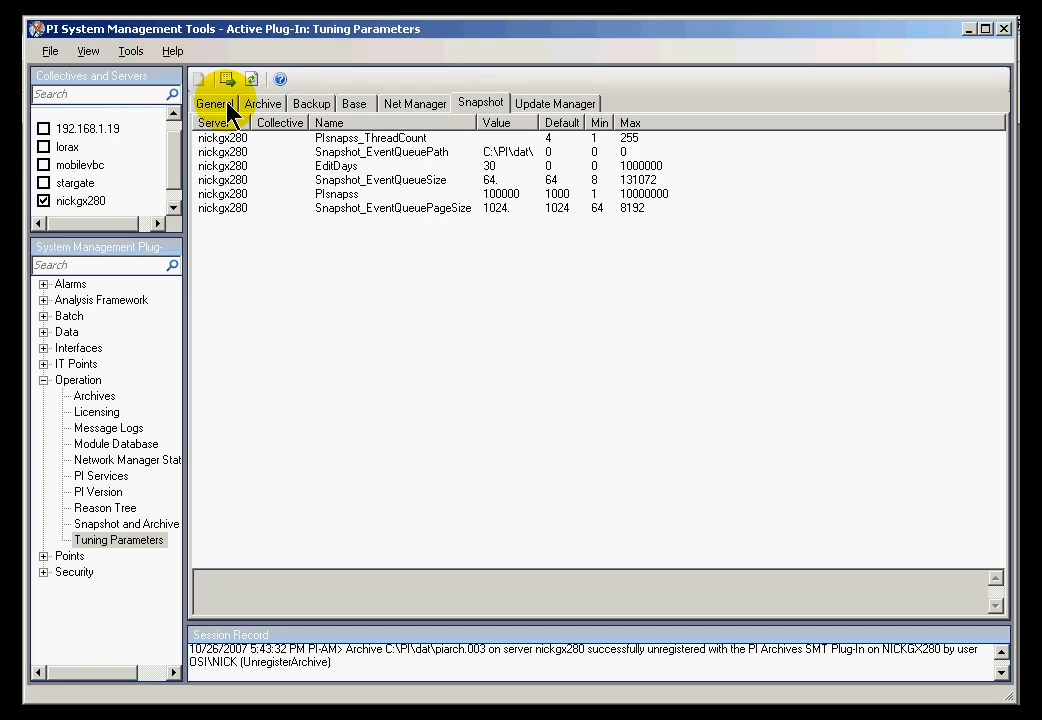 PI System Management Tools - Active Plug-In: Tuning Parameters
File View Tools Help
Collectives and Servers
Search
192.168.1.19
lorax
mobilevbc
stargate
nickgx280
System Management Plug-
Search
Alarms
Analysis Framework
Batch
Data
Interfaces
IT Points
Operation
Archives
Licensing
Message Logs
Module Database
Network Manager Stat
PI Services
PI Version
Reason Tree
Snapshot and Archive
Tuning Parameters
Points
Security
General Archive Backup Base Net Manager Snapshot Update Manager
Server Collective Name Value Default Min Max
nickgx280 PIsnapss_ThreadCount 4 1 255
nickgx280 Snapshot_EventQueuePath C:\PI\dat\ 0 0 0
nickgx280 EditDays 30 0 0 1000000
nickgx280 Snapshot_EventQueueSize 64. 64 8 131072
nickgx280 PIsnapss 100000 1000 1 10000000
nickgx280 Snapshot_EventQueuePageSize 1024. 1024 64 8192
Session Record
10/26/2007 5:43:32 PM PI-AM> Archive C:\PI\dat\piarch.003 on server nickgx280 successfully unregistered with the PI Archives SMT Plug-In on NICKGX280 by user
OSI\NICK (UnregisterArchive)